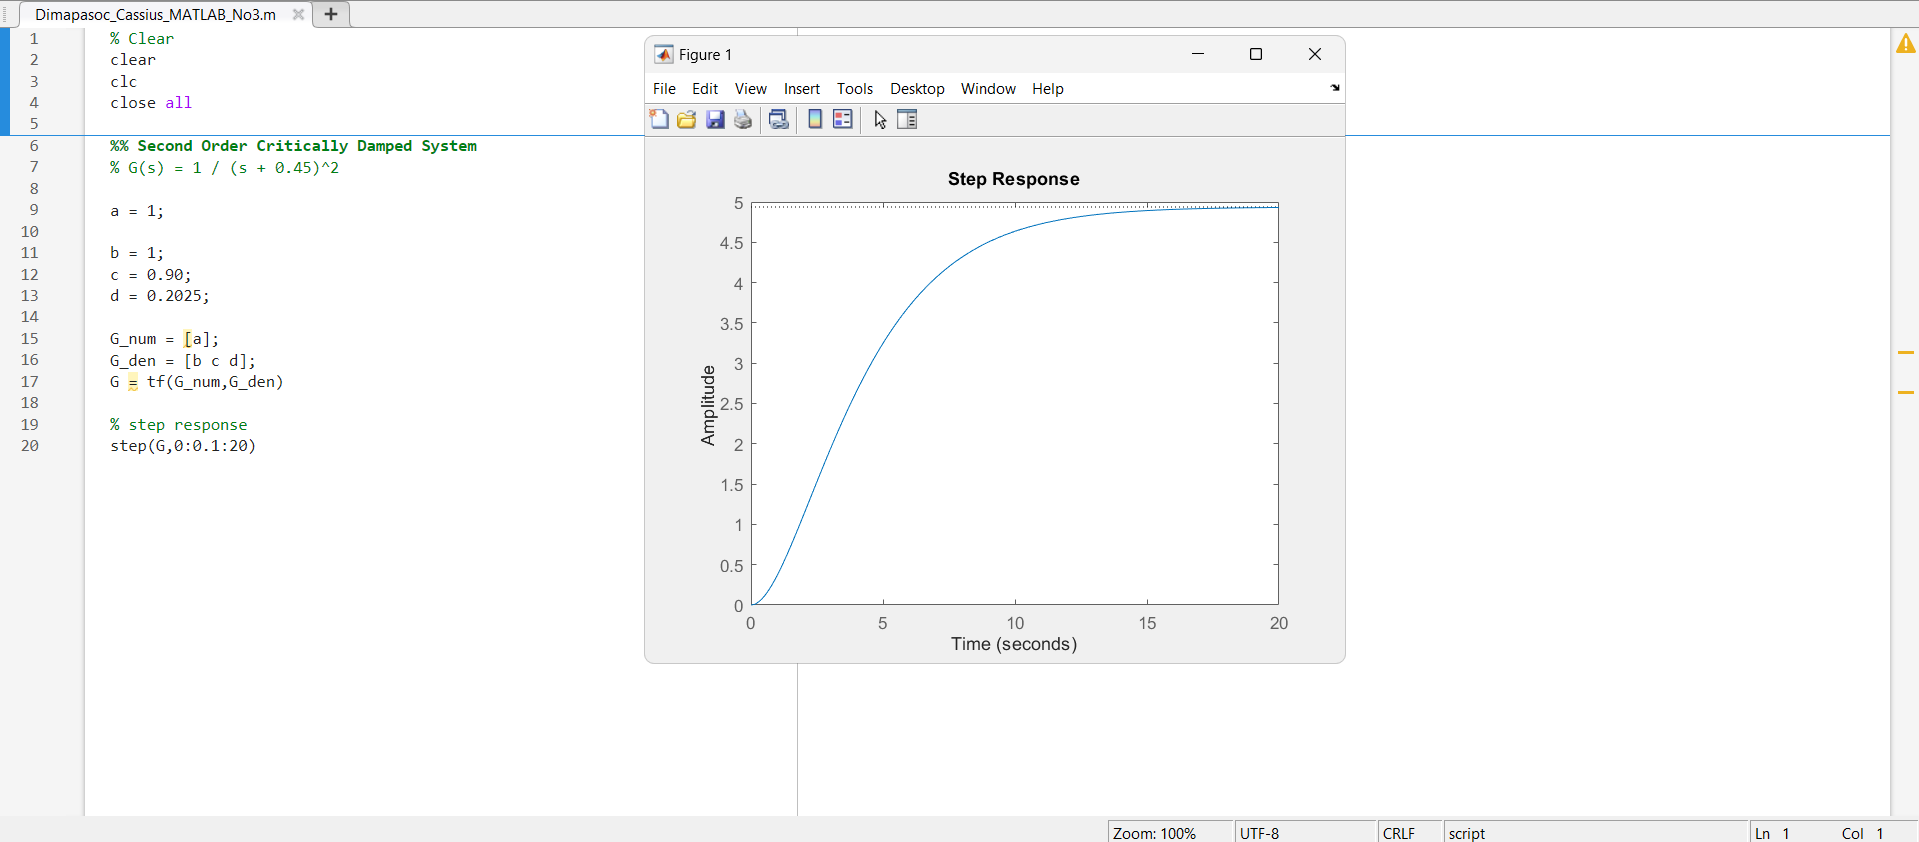 Dimapasoc_Cassius_MATLAB_No3.m
1 % Clear
2 clear
3 clc
4 close all
5
6 %% Second Order Critically Damped System
7 % G(s) = 1 / (s + 0.45)^2
8
9 a = 1;
10
11 b = 1;
12 c = 0.90;
13 d = 0.2025;
14
15 G_num = [a];
16 G_den = [b c d];
17 G = tf(G_num,G_den)
18
19 % step response
20 step(G,0:0.1:20)
Figure 1
File Edit View Insert Tools Desktop Window Help
Step Response
5
4.5
4
3.5
3
2.5
2
1.5
1
0.5
0
Amplitude
0 5 10 15 20
Time (seconds)
Zoom: 100% UTF-8 CRLF script Ln 1 Col 1